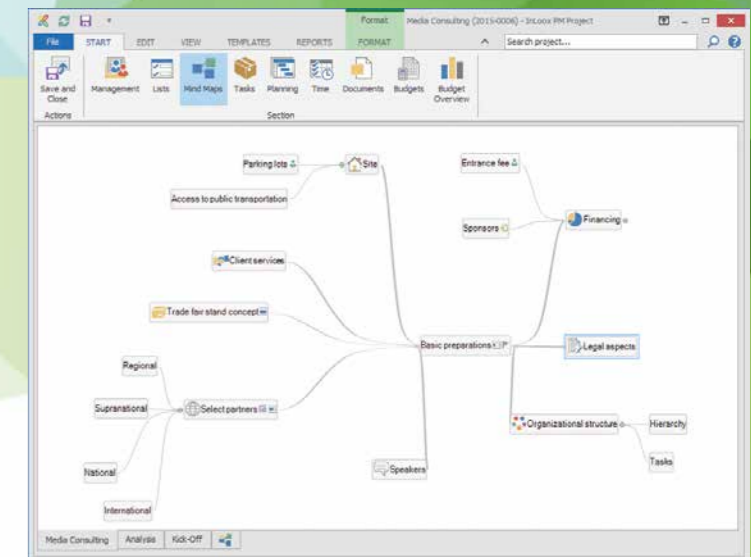 Format
Media Consulting (2015-0006) - InLoox PM Project
File START EDIT VIEW TEMPLATES REPORTS FORMAT Search project...
Save and Close
Management
Lists
Mind Maps
Tasks
Planning
Time
Documents
Budgets
Budget Overview
Actions
Section
Parking lots
Site
Entrance fee
Access to public transportation
Financing
Sponsors
Client services
Trade fair stand concept
Basic preparations
Legal aspects
Regional
Supranational
Select partners
Organizational structure
Hierarchy
Speakers
Tasks
National
International
Media Consulting Analysis Kick-Off